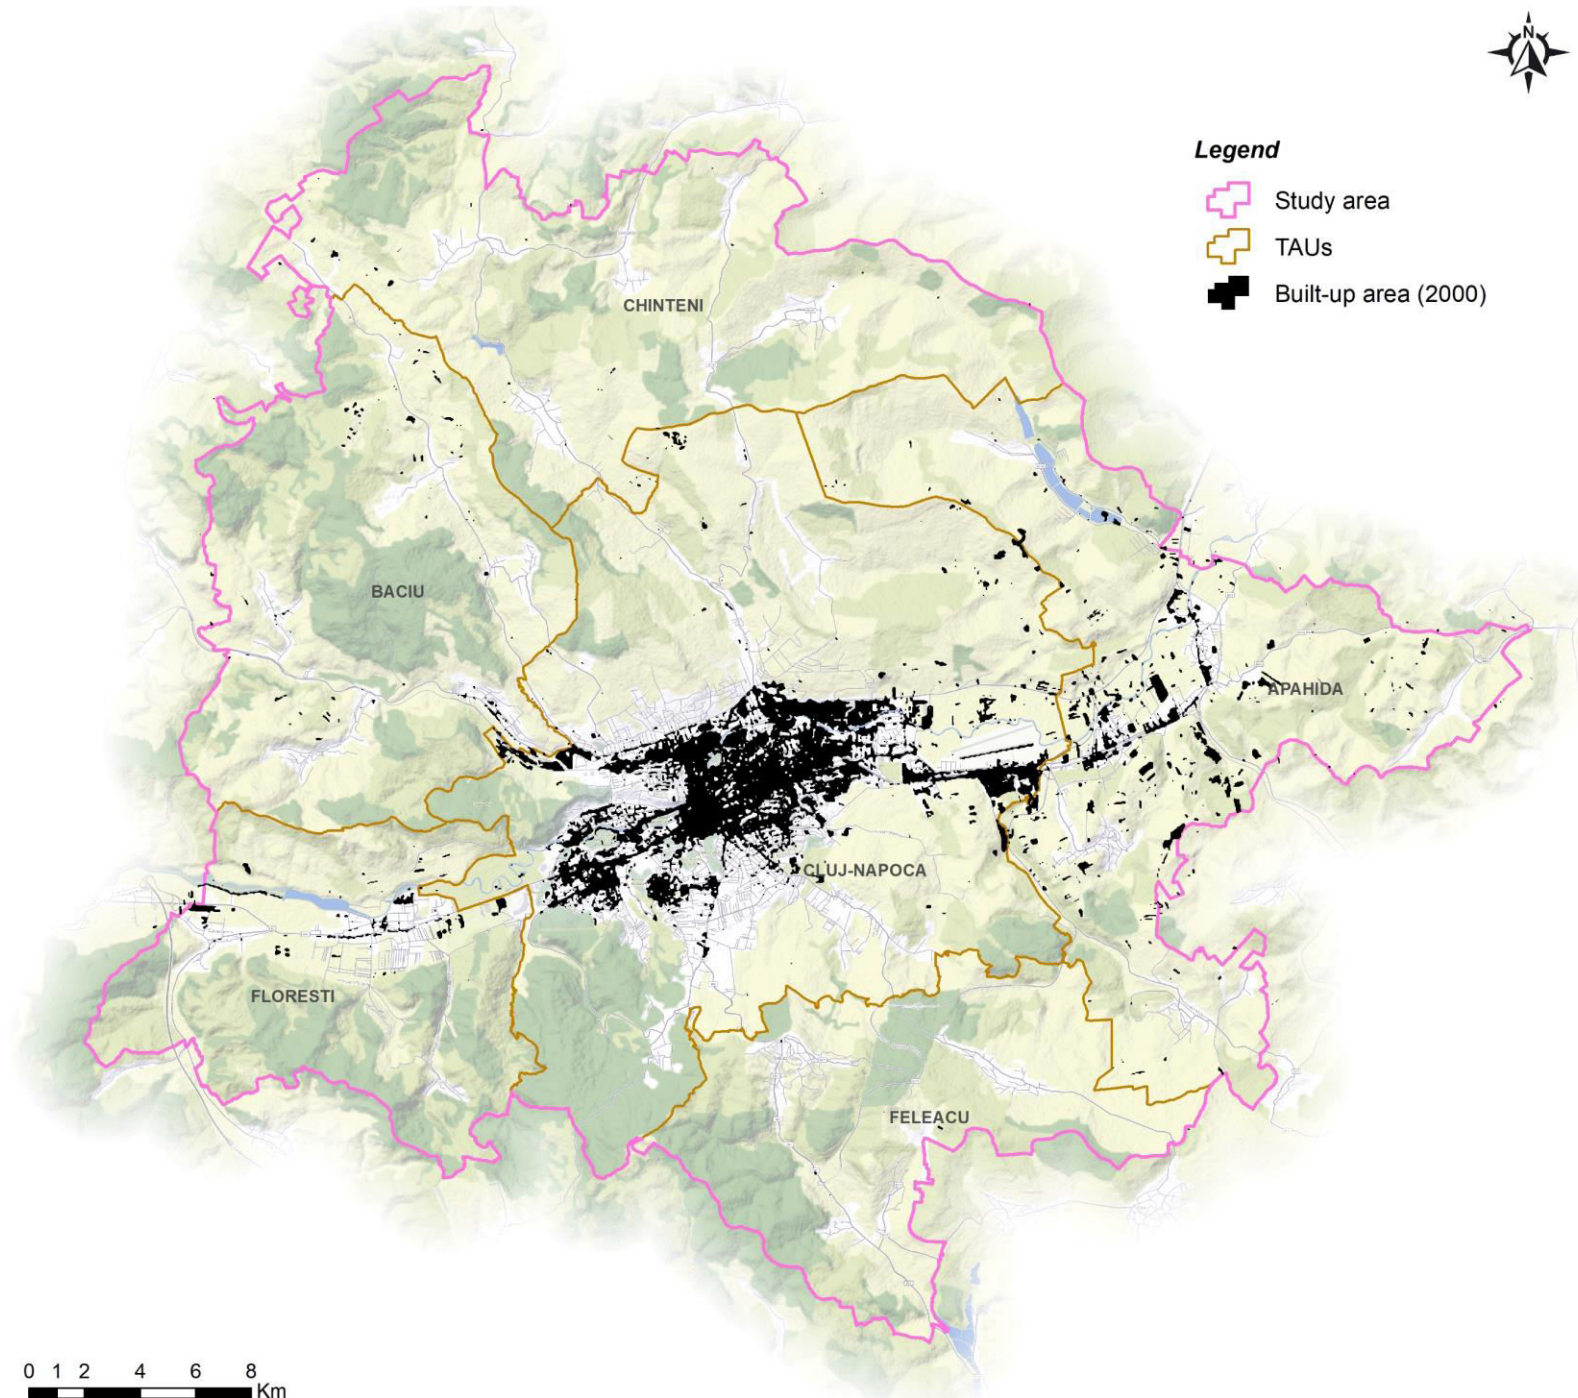 N
Legend
Study area
TAUs
Built-up area (2000)
CHINTENI
BACIU
APAHIDA
CLUJ-NAPOCA
FLORESTI
FELEACU
0 1 2 4 6 8
Km